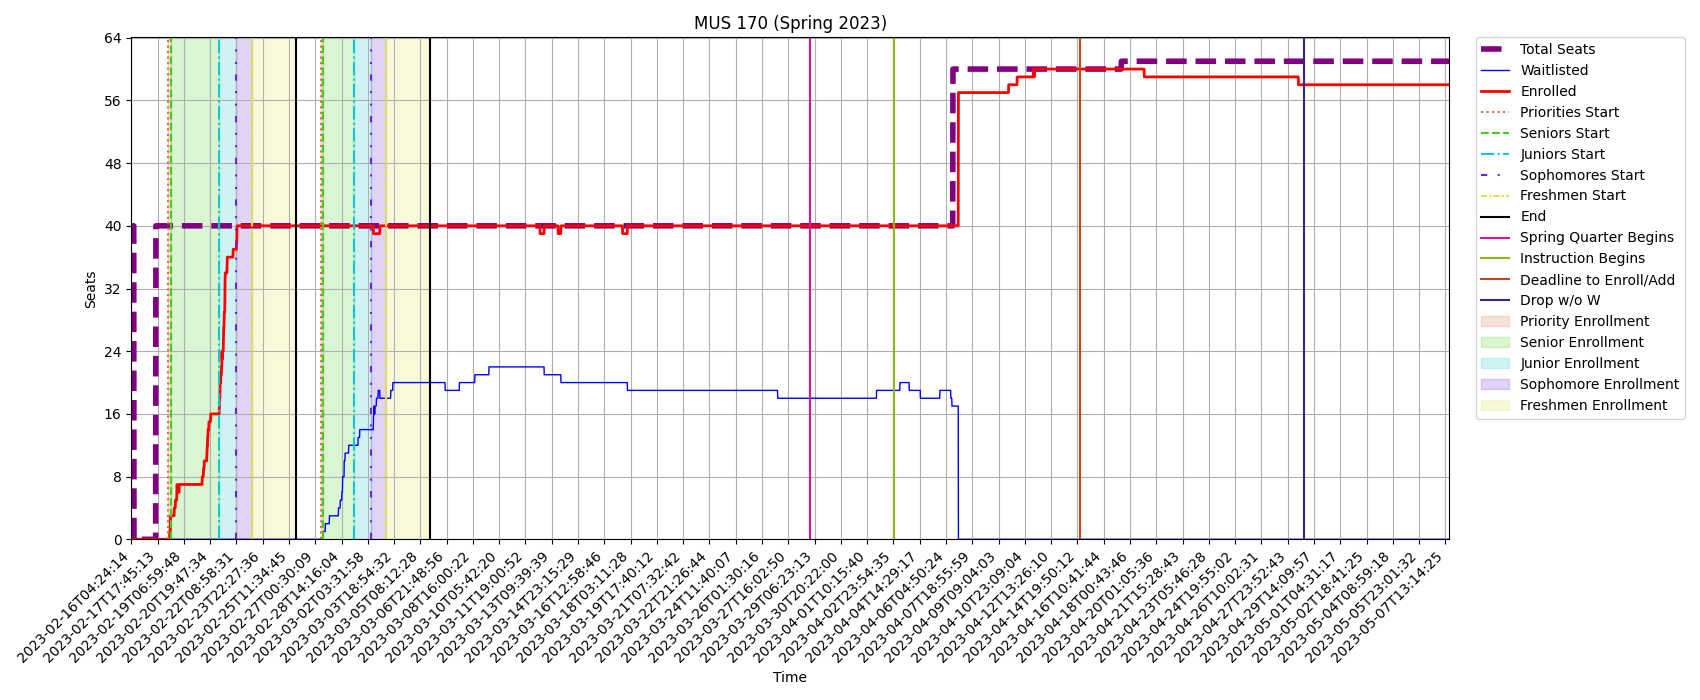 MUS 170 (Spring 2023)
Seats
64
56
48
40
32
24
16
8
0
2023-02-16T04:24:14
2023-02-17T17:45:13
2023-02-19T06:59:48
2023-02-20T19:47:34
2023-02-22T08:58:31
2023-02-23T22:27:36
2023-02-25T11:34:45
2023-02-27T00:30:09
2023-02-28T14:16:04
2023-03-02T03:31:58
2023-03-03T18:54:32
2023-03-05T08:12:28
2023-03-06T21:48:56
2023-03-08T16:00:22
2023-03-10T05:42:20
2023-03-11T19:00:52
2023-03-13T09:39:39
2023-03-14T23:15:29
2023-03-16T12:58:46
2023-03-18T03:11:28
2023-03-19T17:40:12
2023-03-21T07:32:42
2023-03-22T21:26:44
2023-03-24T11:40:07
2023-03-26T01:30:16
2023-03-27T16:02:50
2023-03-29T06:23:13
2023-03-30T20:22:00
2023-04-01T10:15:40
2023-04-02T23:54:35
2023-04-04T14:29:17
2023-04-06T04:50:24
2023-04-07T18:55:59
2023-04-09T09:04:03
2023-04-10T23:09:04
2023-04-12T13:26:10
2023-04-14T19:50:12
2023-04-16T10:41:44
2023-04-18T00:43:46
2023-04-20T01:05:36
2023-04-21T15:28:43
2023-04-23T05:46:28
2023-04-24T19:55:02
2023-04-26T10:02:31
2023-04-27T23:52:43
2023-04-29T14:09:57
2023-05-01T04:31:17
2023-05-02T18:41:25
2023-05-04T08:59:18
2023-05-05T23:01:32
2023-05-07T13:14:25
Time
Total Seats
Waitlisted
Enrolled
Priorities Start
Seniors Start
Juniors Start
Sophomores Start
Freshmen Start
End
Spring Quarter Begins
Instruction Begins
Deadline to Enroll/Add
Drop w/o W
Priority Enrollment
Senior Enrollment
Junior Enrollment
Sophomore Enrollment
Freshmen Enrollment